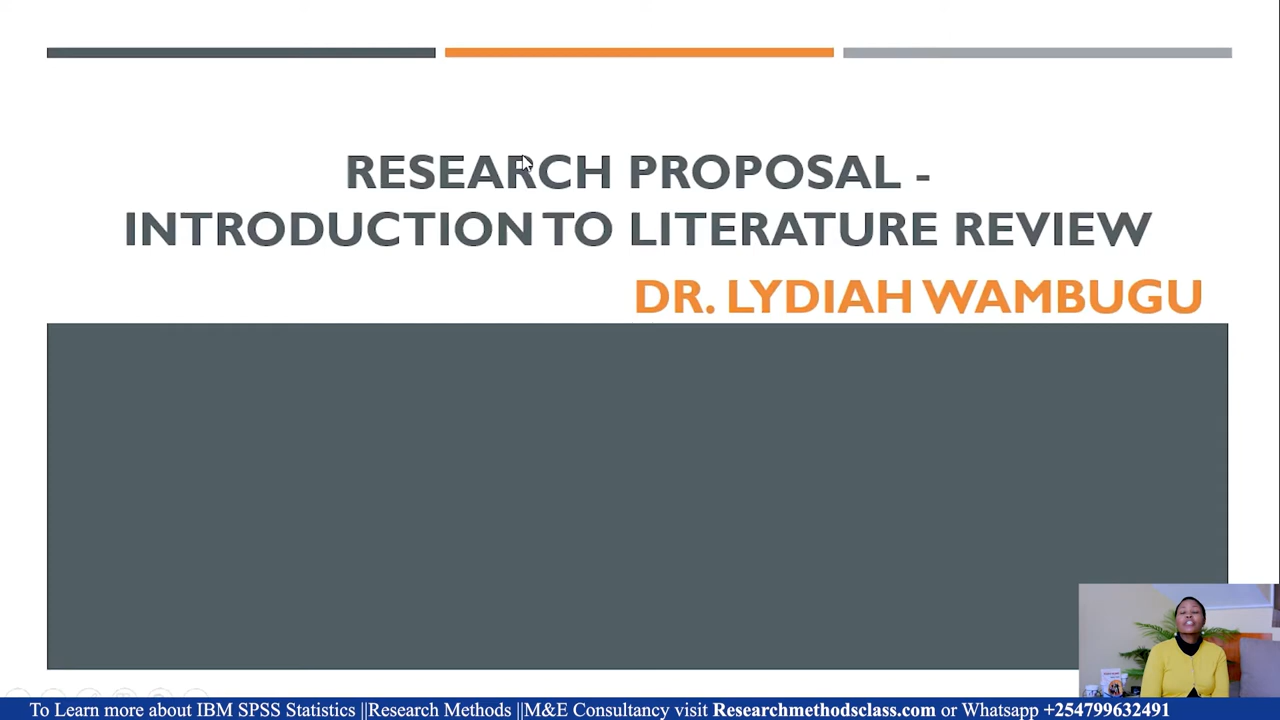 RESEARCH PROPOSAL -
INTRODUCTION TO LITERATURE REVIEW
DR. LYDIAH WAMBUGU
To Learn more about IBM SPSS Statistics ||Research Methods ||M&E Consultancy visit Researchmethodsclass.com or Whatsapp +254799632491